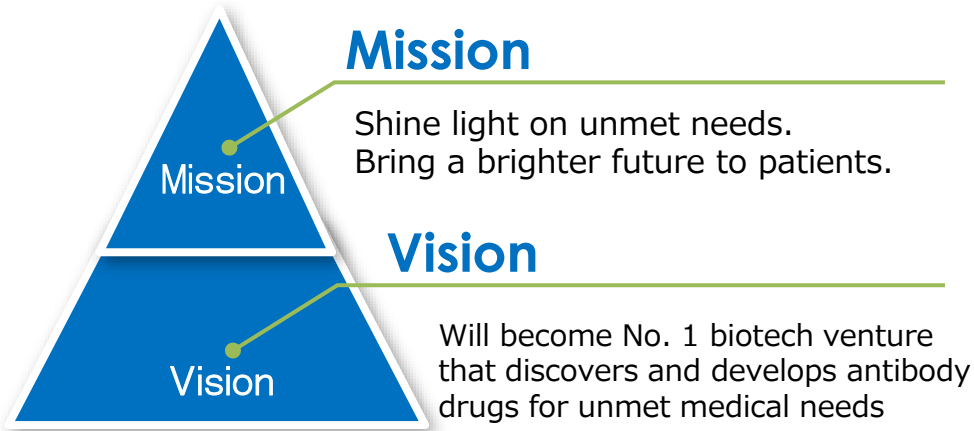 Mission
Shine light on unmet needs.
Bring a brighter future to patients.
Mission
Vision
Will become No. 1 biotech venture
that discovers and develops antibody
drugs for unmet medical needs
Vision